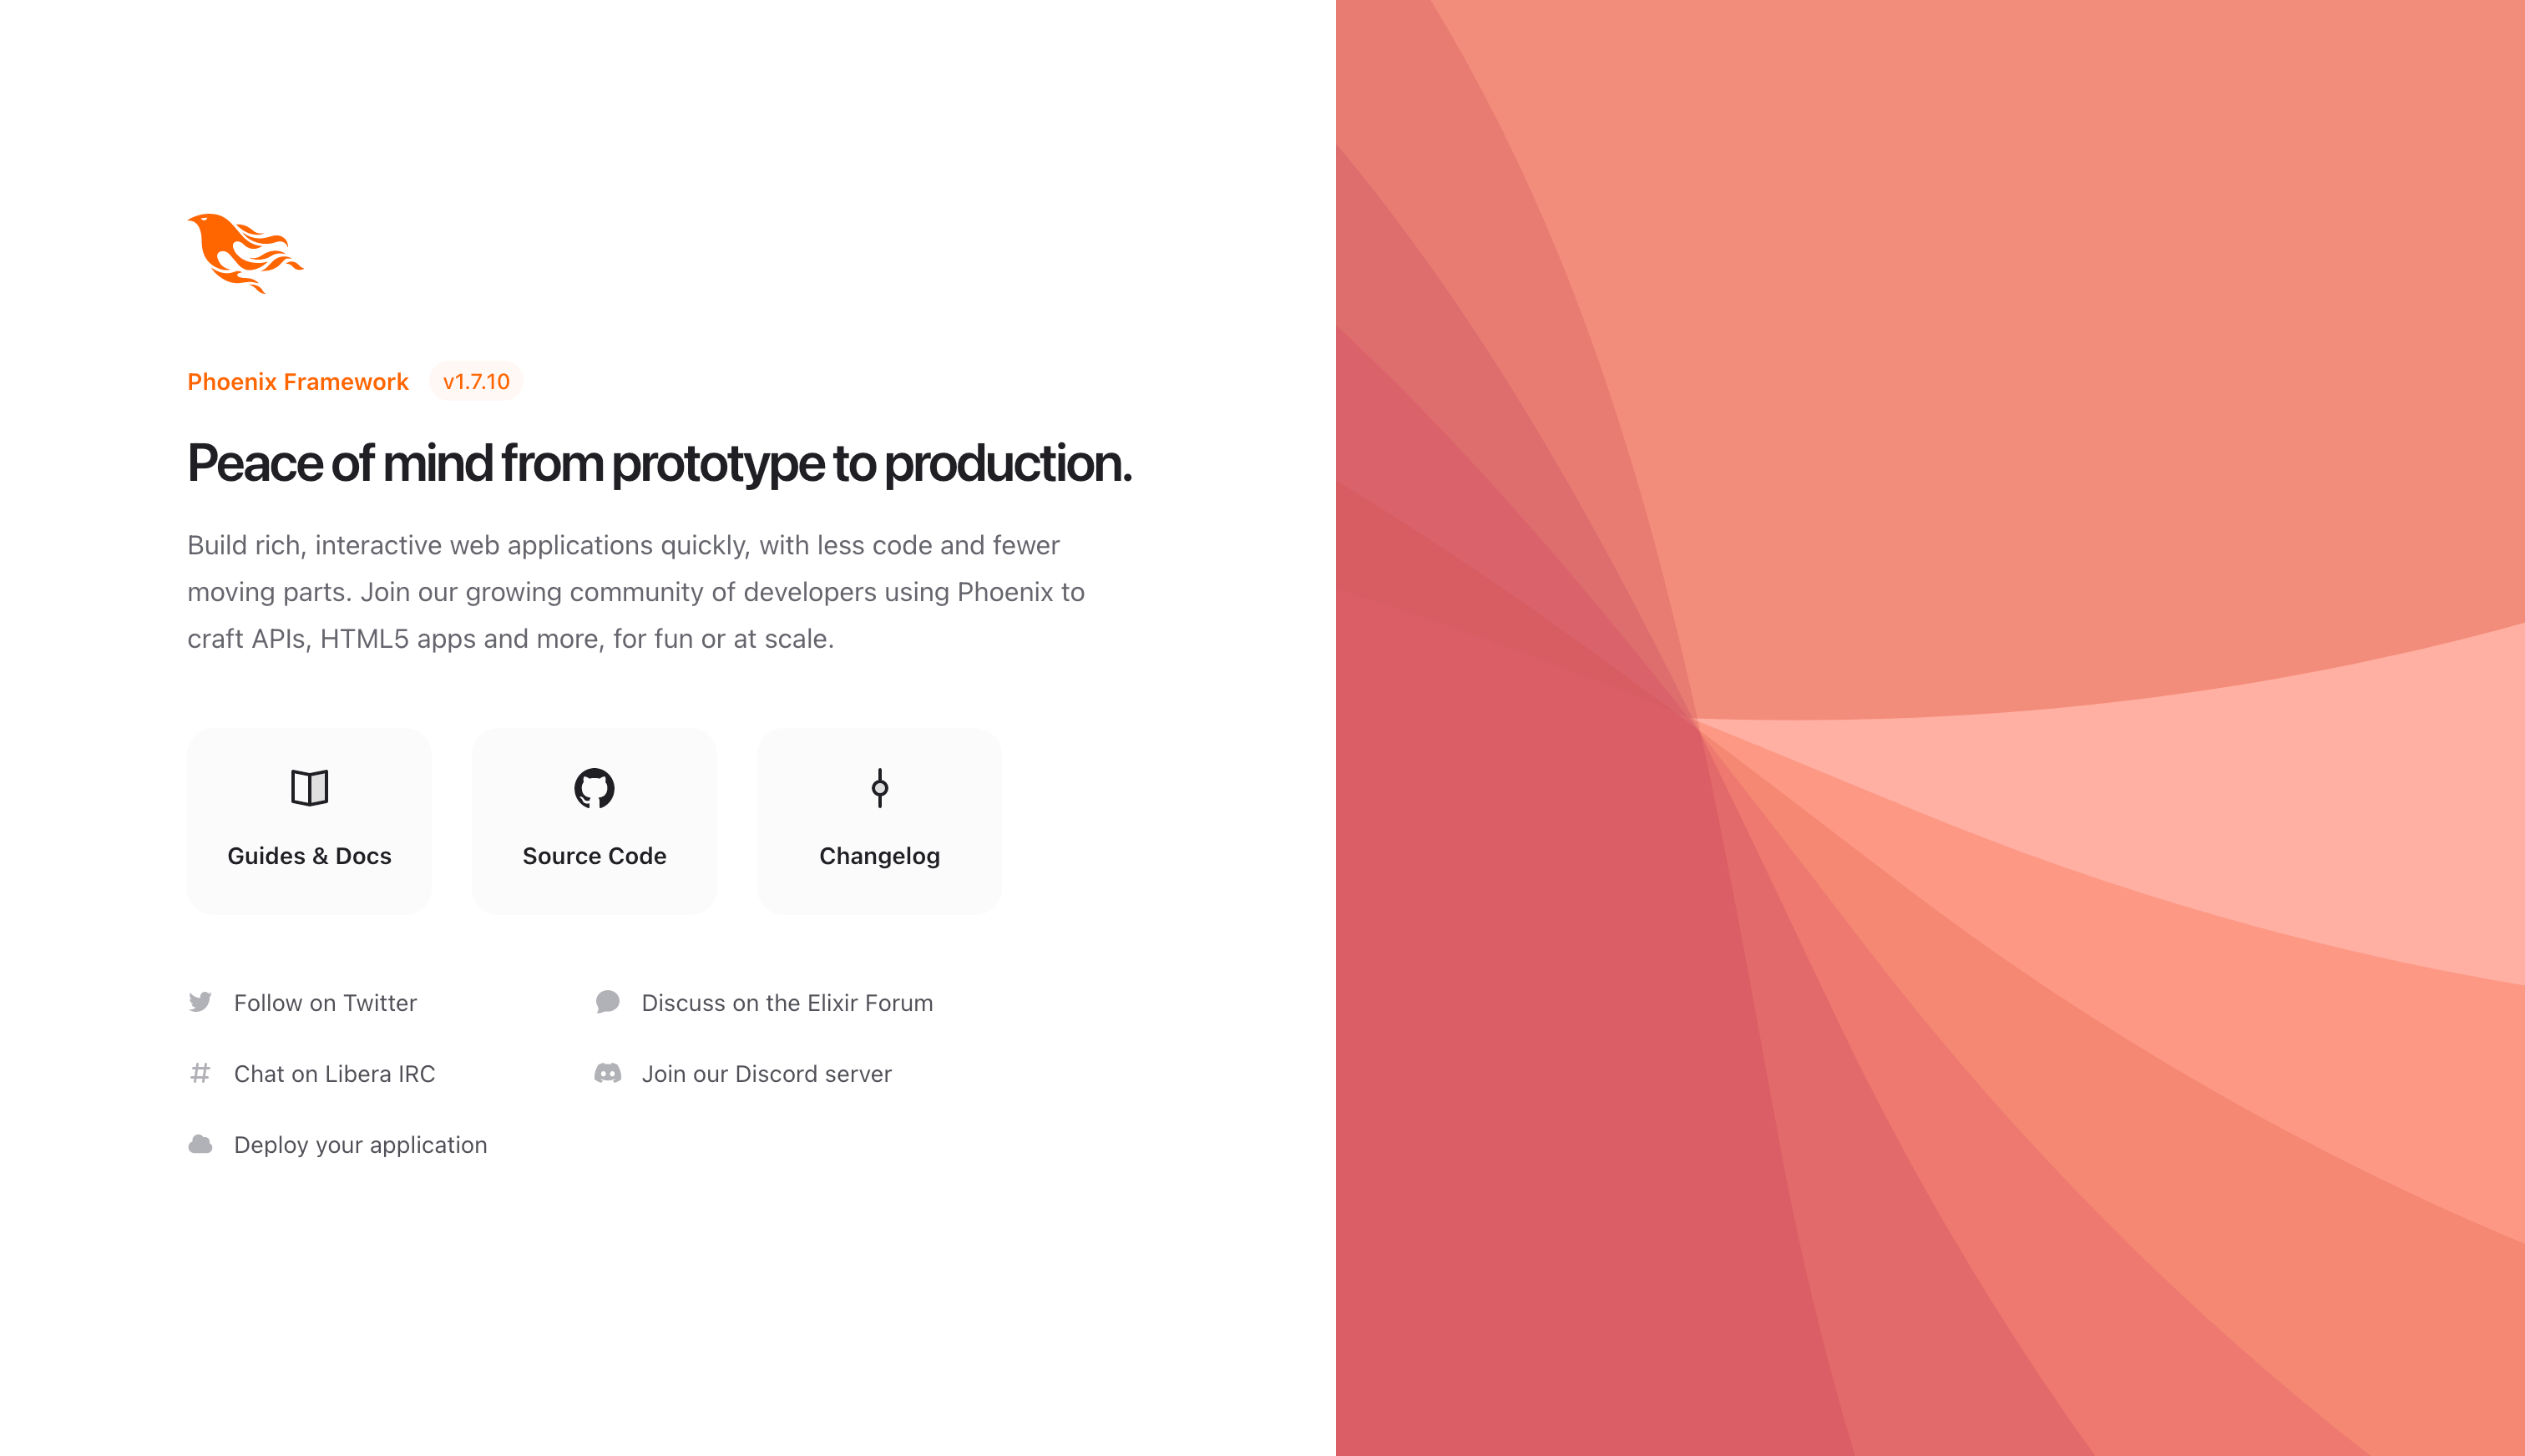 Phoenix Framework v1.7.10
Peace of mind from prototype to production.
Build rich, interactive web applications quickly, with less code and fewer
moving parts. Join our growing community of developers using Phoenix to
craft APIs, HTML5 apps and more, for fun or at scale.
Guides & Docs
Source Code
Changelog
Follow on Twitter
Discuss on the Elixir Forum
Chat on Libera IRC
Join our Discord server
Deploy your application